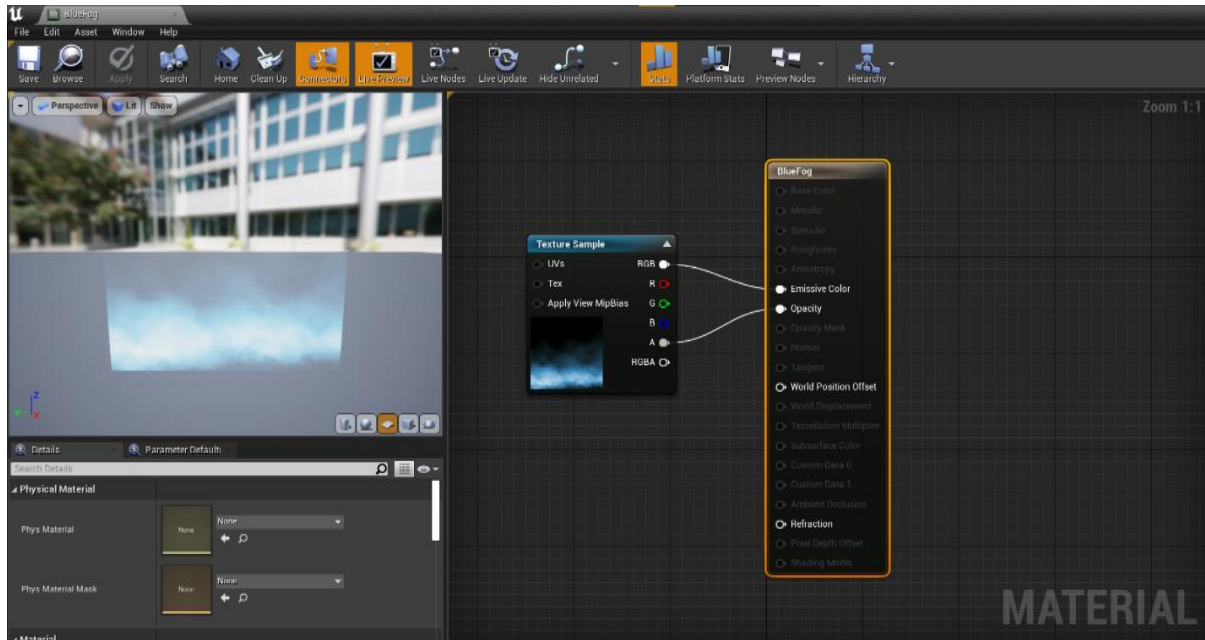 BlueFog
File Edit Asset Window Help
Save Browse Apply Search Home Clean Up Connectors Live Preview Live Nodes Live Update Hide Unrelated Stats Platform Stats Preview Nodes Hierarchy
Perspective Lit Show
Zoom 1:1
BlueFog
Base Color
Metallic
Specular
Roughness
Anisotropy
Emissive Color
Opacity
Opacity Mask
Normal
Tangent
World Position Offset
World Displacement
Tessellation Multiplier
Subsurface Color
Custom Data 0
Custom Data 1
Ambient Occlusion
Refraction
Pixel Depth Offset
Shading Model
Texture Sample
UVs RGB
Tex R
Apply View MipBias G
B
A
RGBA
Z
Y X
Details Parameter Defaults
Search Details
Physical Material
Phys Material None None
Phys Material Mask None None
Material
MATERIAL